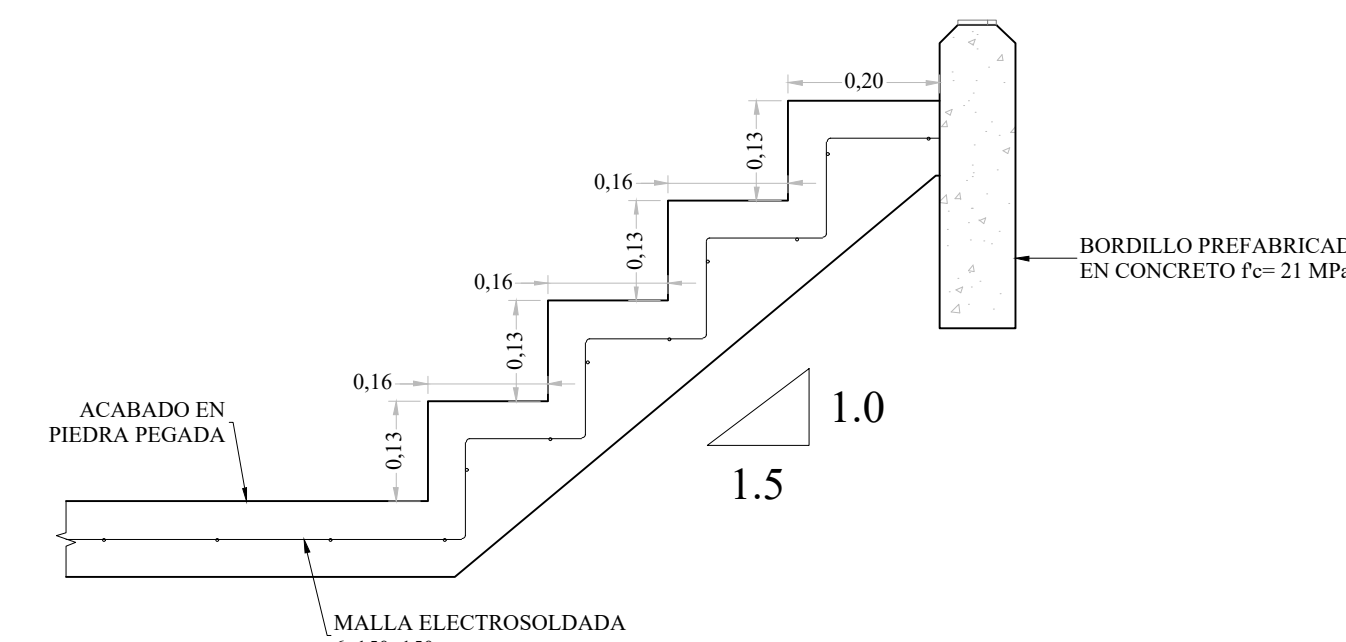 0,20
0,13
0,16
0,13
0,16
0,13
0,16
0,13
BORDILLO PREFABRICAD
EN CONCRETO f'c= 21 MPa
1.0
1.5
ACABADO EN
PIEDRA PEGADA
MALLA ELECTROSOLDADA